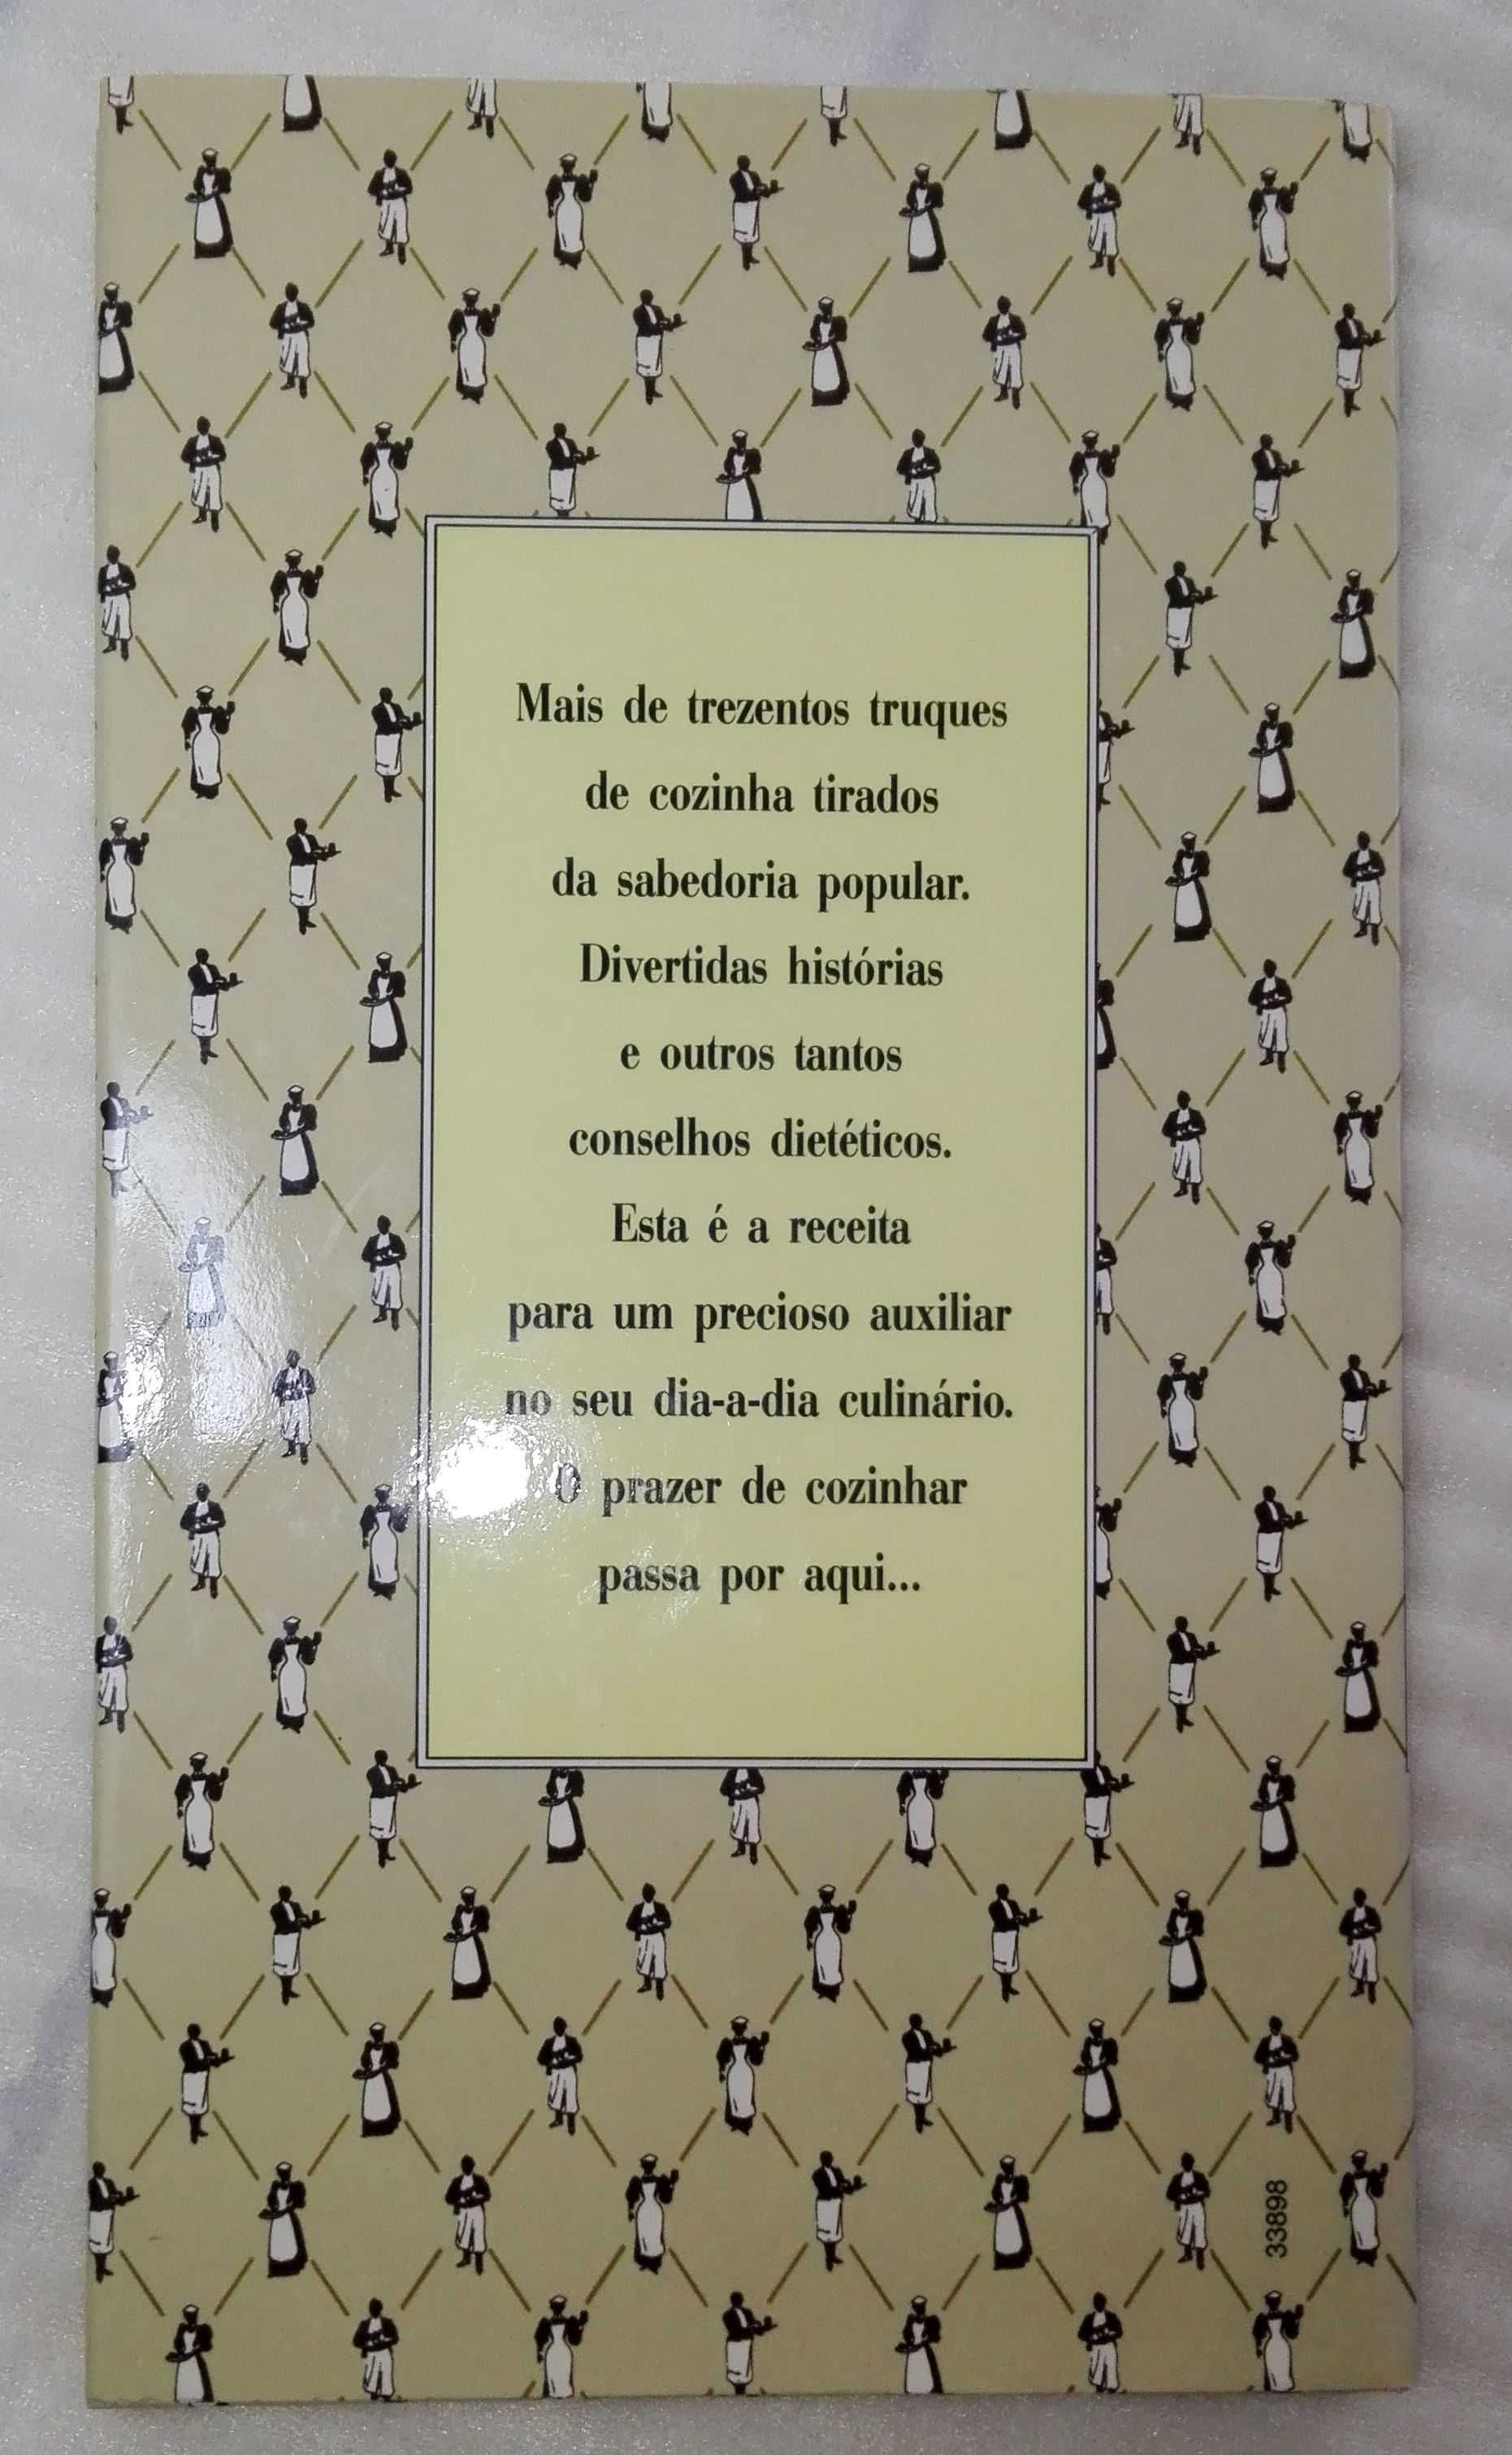 Mais de trezentos truques
de cozinha tirados
da sabedoria popular.
Divertidas histórias
e outros tantos
conselhos dietéticos.
Esta é a receita
para um precioso auxiliar
no seu dia-a-dia culinário.
O prazer de cozinhar
passa por aqui...
33898